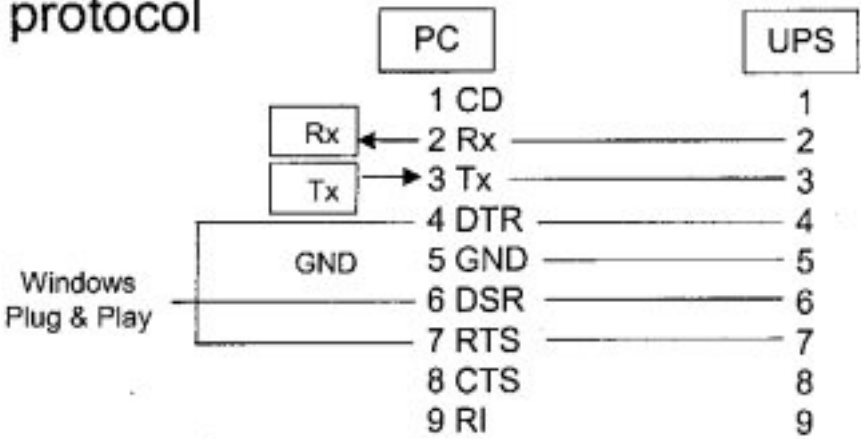 protocol
PC UPS
1 CD 1
Rx 2 Rx 2
Tx 3 Tx 3
4 DTR 4
GND 5 GND 5
Windows
Plug & Play
6 DSR 6
7 RTS 7
8 CTS 8
9 RI 9